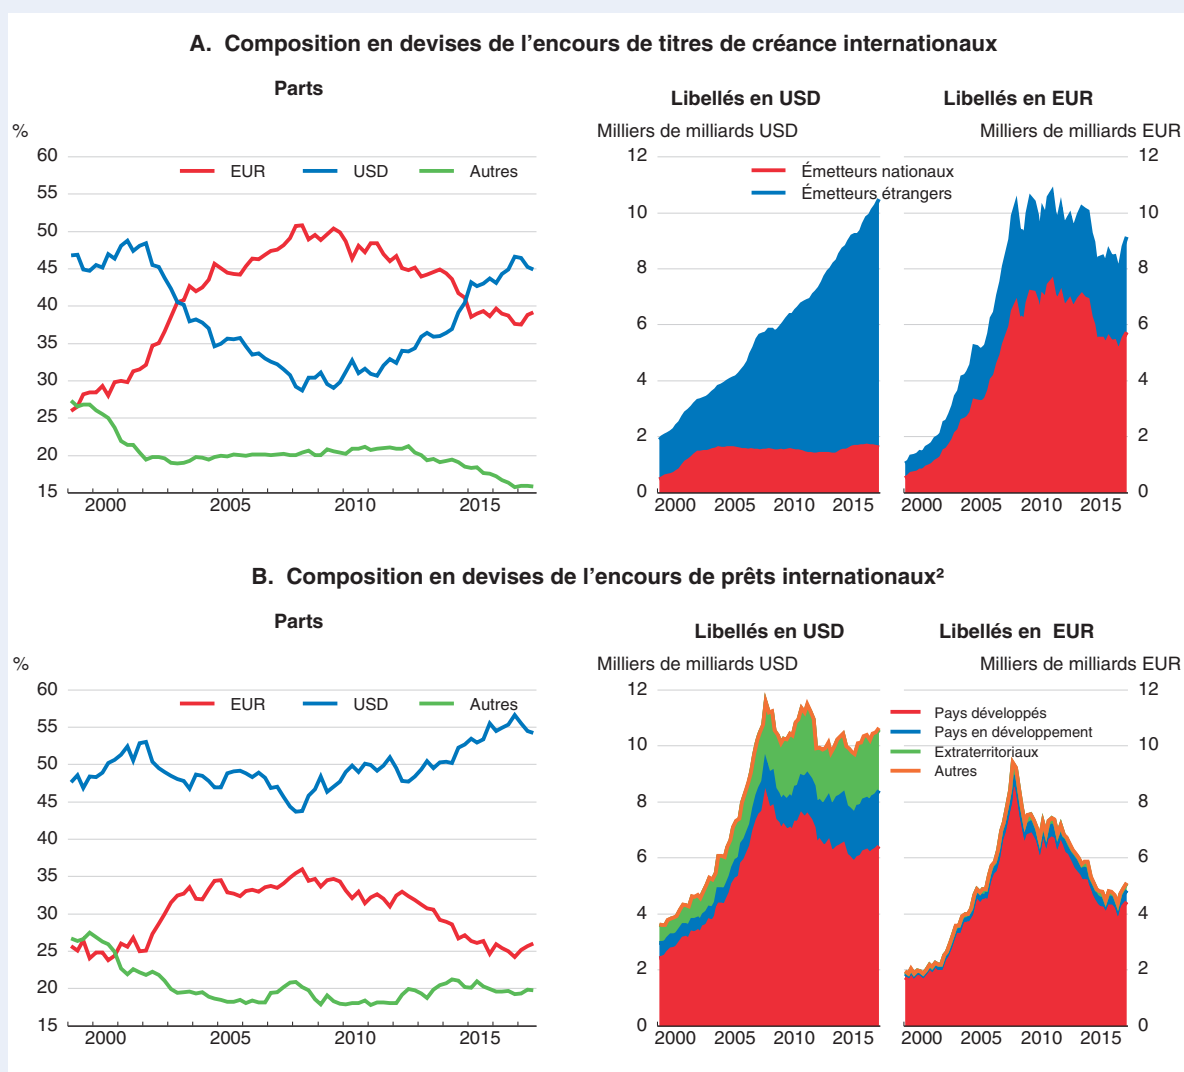 A. Composition en devises de l'encours de titres de créance internationaux
Parts
%
60
55
50
45
40
35
30
25
20
15
EUR
USD
Autres
2000 2005 2010 2015
Libellés en USD
Milliers de milliards USD
12
10
8
6
4
2
0
Émetteurs nationaux
Émetteurs étrangers
2000 2005 2010 2015
Libellés en EUR
Milliers de milliards EUR
12
10
8
6
4
2
0
2000 2005 2010 2015
B. Composition en devises de l'encours de prêts internationaux²
Parts
%
60
55
50
45
40
35
30
25
20
15
EUR
USD
Autres
2000 2005 2010 2015
Libellés en USD
Milliers de milliards USD
12
10
8
6
4
2
0
2000 2005 2010 2015
Libellés en EUR
Milliers de milliards EUR
12
10
8
6
4
2
0
Pays développés
Pays en développement
Extraterritoriaux
Autres
2000 2005 2010 2015